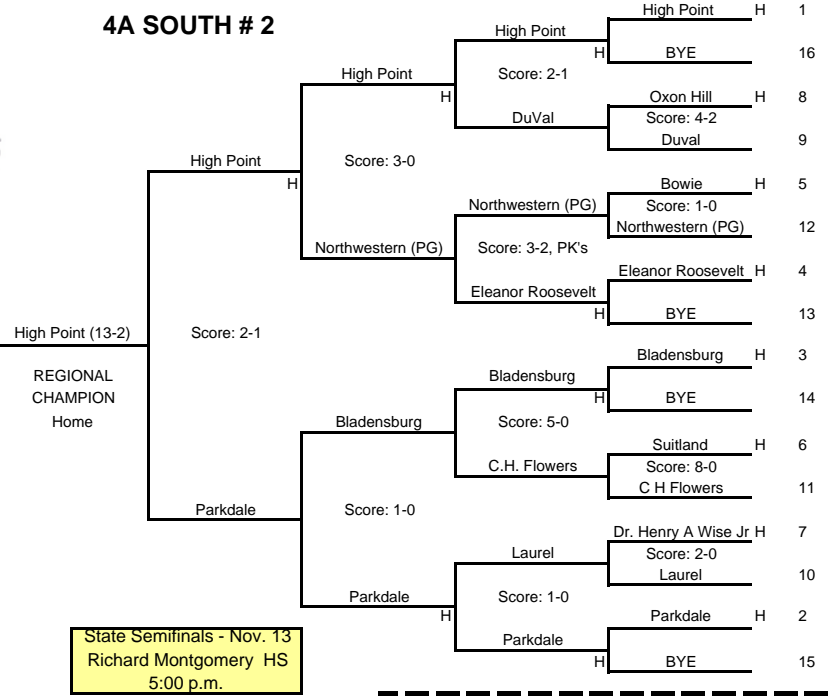 4A SOUTH # 2
High Point H 1
High Point
H BYE 16
High Point Score: 2-1
H Oxon Hill H 8
DuVal Score: 4-2
Duval 9
High Point Score: 3-0
H Bowie H 5
Northwestern (PG) Score: 1-0
Northwestern (PG) 12
Northwestern (PG) Score: 3-2, PK's
Eleanor Roosevelt H 4
Eleanor Roosevelt
H BYE 13
High Point (13-2) Score: 2-1
REGIONAL
CHAMPION
Home
Bladensburg H 3
Bladensburg
H BYE 14
Bladensburg Score: 5-0
Suitland H 6
C.H. Flowers Score: 8-0
C H Flowers 11
Parkdale Score: 1-0
Dr. Henry A Wise Jr H 7
Laurel Score: 2-0
Laurel 10
Parkdale Score: 1-0
H Parkdale H 2
Parkdale
H BYE 15
State Semifinals - Nov. 13
Richard Montgomery HS
5:00 p.m.